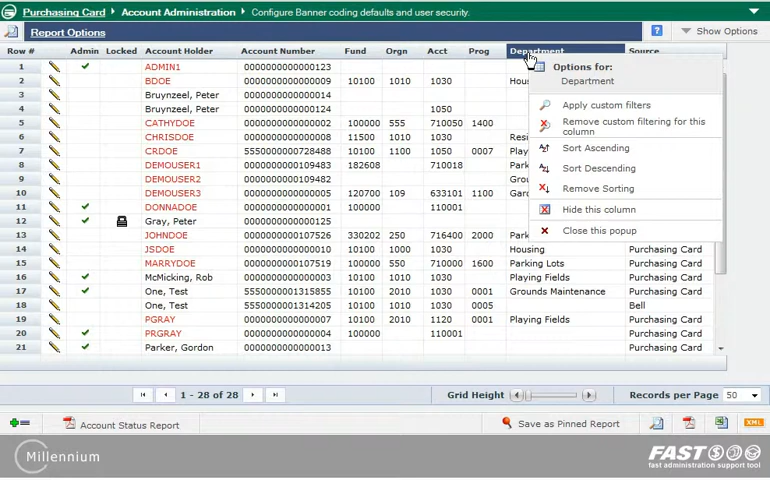 Purchasing Card > Account Administration > Configure Banner coding defaults and user security.
Report Options ? Show Options
Row # Admin Locked Account Holder Account Number Fund Orgn Acct Prog Department Source
1 ADMIN1 0000000000000123
2 BDOE 0000000000000009 10100 1010 1030
3 Bruynzeel, Peter 0000000000000014
4 Bruynzeel, Peter 0000000000000124 1050
5 CATHYDOE 0000000000000002 100000 555 710050 1400
6 CHRISDOE 0000000000000008 11500 1010 1030
7 CRDOE 5550000000728488 10100 1100 1050 0007
8 DEMOUSER1 0000000000109483 182608 710018
9 DEMOUSER2 0000000000109482
10 DEMOUSER3 0000000000000005 120700 109 633101 1100
11 DONNADOE 0000000000000001 100000 110001
12 Gray, Peter 0000000000000125
13 JOHNDOE 0000000000107526 330202 250 716400 2000
14 JSDOE 0000000000000010 10100 1000 1030 Housing Purchasing Card
15 MARRYDOE 0000000000107519 100000 550 710000 1600 Parking Lots Purchasing Card
16 McMicking, Rob 0000000000000003 10100 1010 1030 Playing Fields Purchasing Card
17 One, Test 5550000001315855 10100 2010 1030 0001 Grounds Maintenance Purchasing Card
18 One, Test 5550000001314205 10100 1010 1030 0005 Bell
19 PGRAY 0000000000000007 10100 2010 1120 0001 Playing Fields Purchasing Card
20 PRGRAY 0000000000000004 100000 110001 Purchasing Card
21 Parker, Gordon 0000000000000013 Purchasing Card
Options for:
Department
Apply custom filters
Remove custom filtering for this
column
Sort Ascending
Sort Descending
Remove Sorting
Hide this column
Close this popup
1 - 28 of 28 Grid Height Records per Page 50
Account Status Report Save as Pinned Report XML
Millennium FAST
fast administration support tool